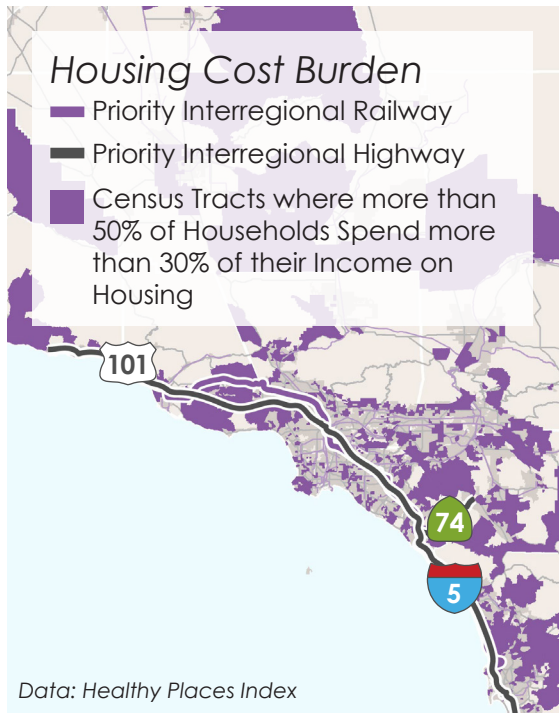 Housing Cost Burden
Priority Interregional Railway
Priority Interregional Highway
Census Tracts where more than
50% of Households Spend more
than 30% of their Income on
Housing
101
74
5
Data: Healthy Places Index